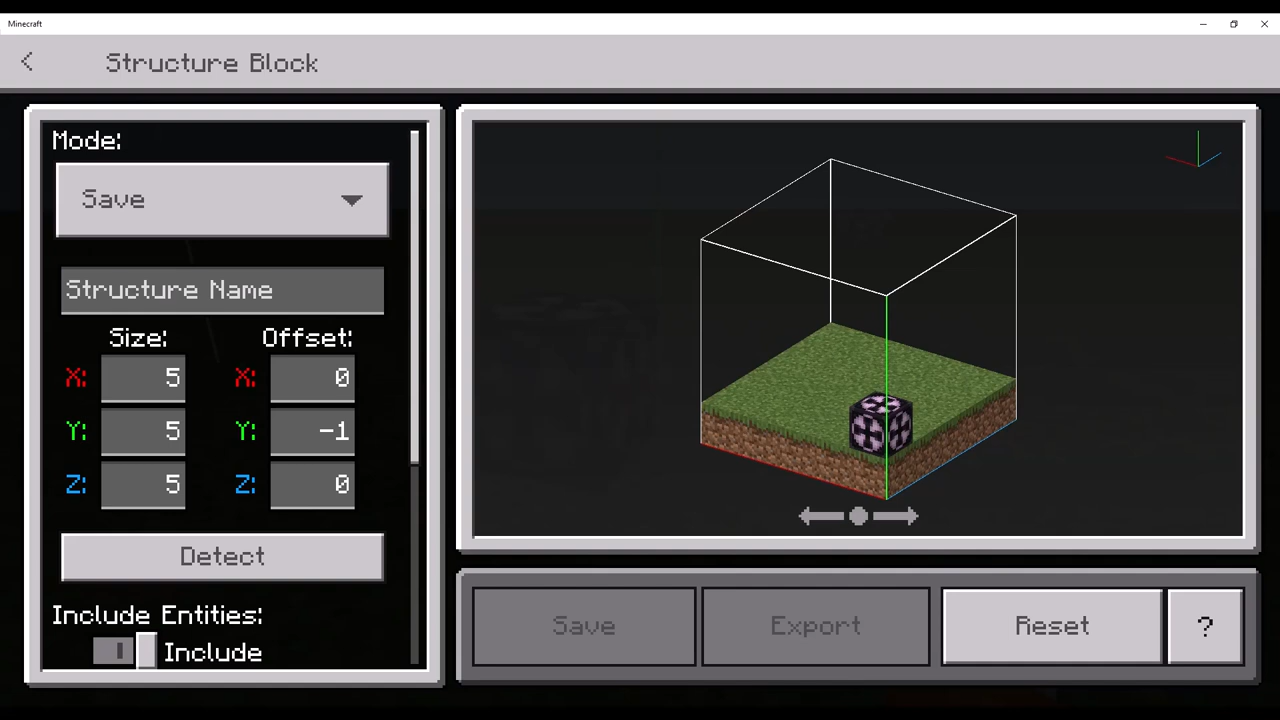 Minecraft
Structure Block
Mode:
Save
Structure Name
Size: Offset:
X: 5 X: 0
Y: 5 Y: -1
Z: 5 Z: 0
Detect
Include Entities:
Include
Save Export Reset ?